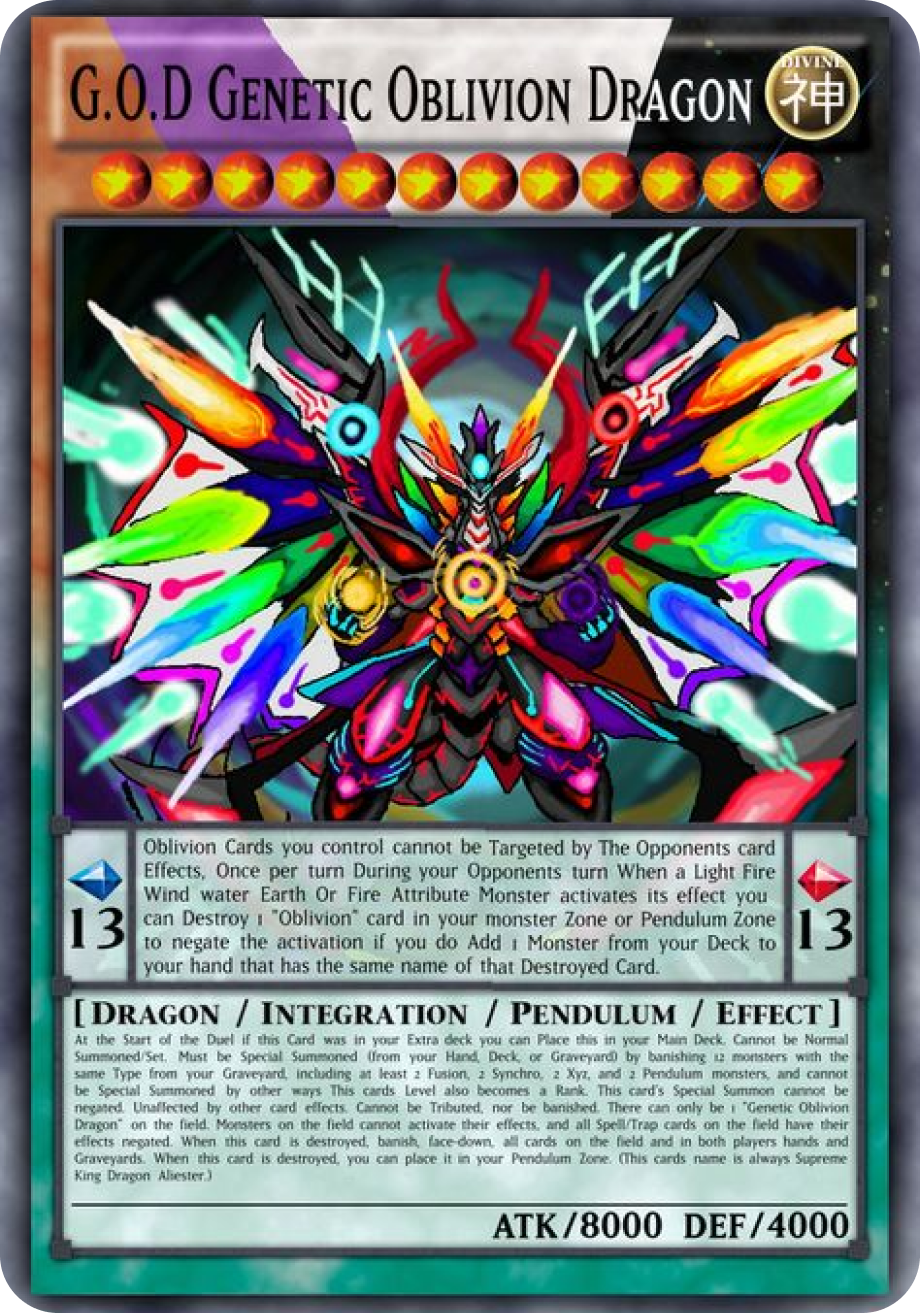 G.O.D Genetic Oblivion Dragon
DIVINE
神
Oblivion Cards you control cannot be Targeted by The Opponents card
Effects, Once per turn During your Opponents turn When a Light Fire
Wind water Earth Or Fire Attribute Monster activates its effect you
can Destroy 1 "Oblivion" card in your monster Zone or Pendulum Zone
to negate the activation if you do Add 1 Monster from your Deck to
your hand that has the same name of that Destroyed Card.
13
13
[ Dragon / Integration / Pendulum / Effect ]
At the Start of the Duel if this Card was in your Extra deck you can Place this in your Main Deck. Cannot be Normal
Summoned/Set. Must be Special Summoned (from your Hand, Deck, or Graveyard) by banishing 12 monsters with the
same Type from your Graveyard, including at least 2 Fusion, 2 Synchro, 2 Xyz, and 2 Pendulum monsters, and cannot
be Special Summoned by other ways This cards Level also becomes a Rank. This card's Special Summon cannot be
negated. Unaffected by other card effects. Cannot be Tributed, nor be banished. There can only be 1 "Genetic Oblivion
Dragon" on the field. Monsters on the field cannot activate their effects, and all Spell/Trap cards on the field have their
effects negated. When this card is destroyed, banish, face-down, all cards on the field and in both players hands and
Graveyards. When this card is destroyed, you can place it in your Pendulum Zone. (This cards name is always Supreme
King Dragon Aliester.)
ATK/8000 DEF/4000